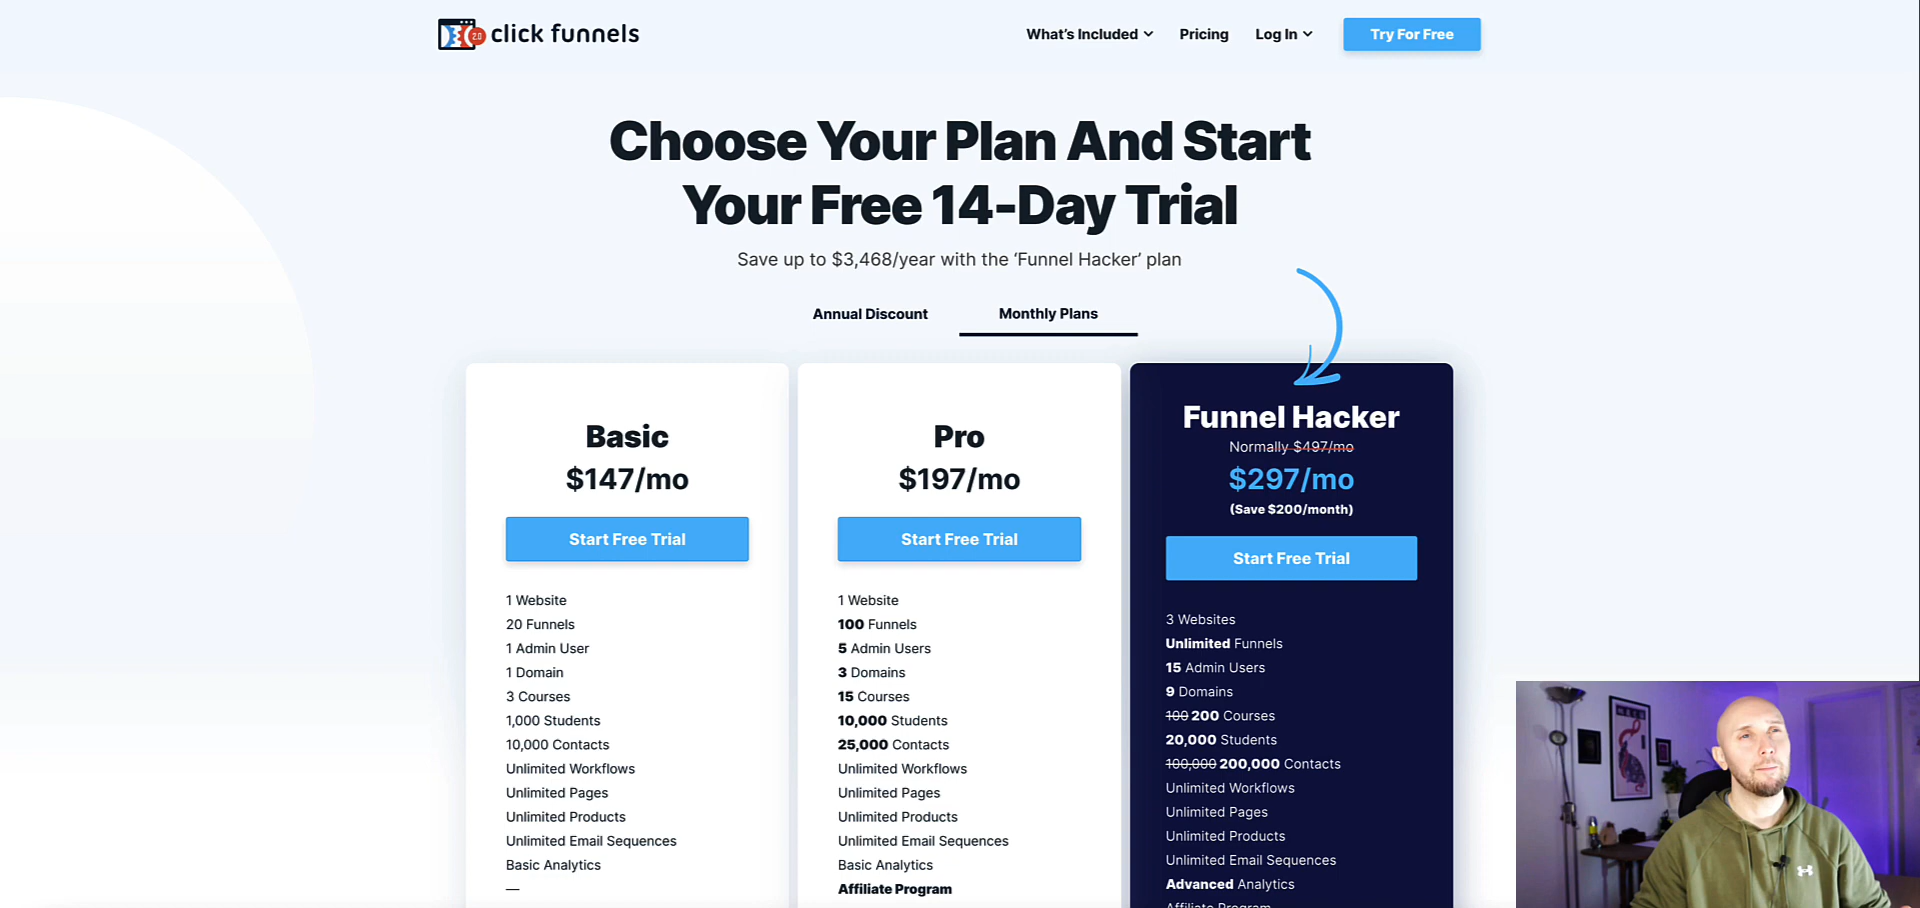 2.0 click funnels
What's Included
Pricing
Log In
Try For Free
Choose Your Plan And Start
Your Free 14-Day Trial
Save up to $3,468/year with the ‘Funnel Hacker’ plan
Annual Discount
Monthly Plans
Basic
$147/mo
Start Free Trial
1 Website
20 Funnels
1 Admin User
1 Domain
3 Courses
1,000 Students
10,000 Contacts
Unlimited Workflows
Unlimited Pages
Unlimited Products
Unlimited Email Sequences
Basic Analytics
—
Pro
$197/mo
Start Free Trial
1 Website
100 Funnels
5 Admin Users
3 Domains
15 Courses
10,000 Students
25,000 Contacts
Unlimited Workflows
Unlimited Pages
Unlimited Products
Unlimited Email Sequences
Basic Analytics
Affiliate Program
Funnel Hacker
Normally $497/mo
$297/mo
(Save $200/month)
Start Free Trial
3 Websites
Unlimited Funnels
15 Admin Users
9 Domains
100 200 Courses
20,000 Students
100,000 200,000 Contacts
Unlimited Workflows
Unlimited Pages
Unlimited Products
Unlimited Email Sequences
Advanced Analytics
Affiliate Program